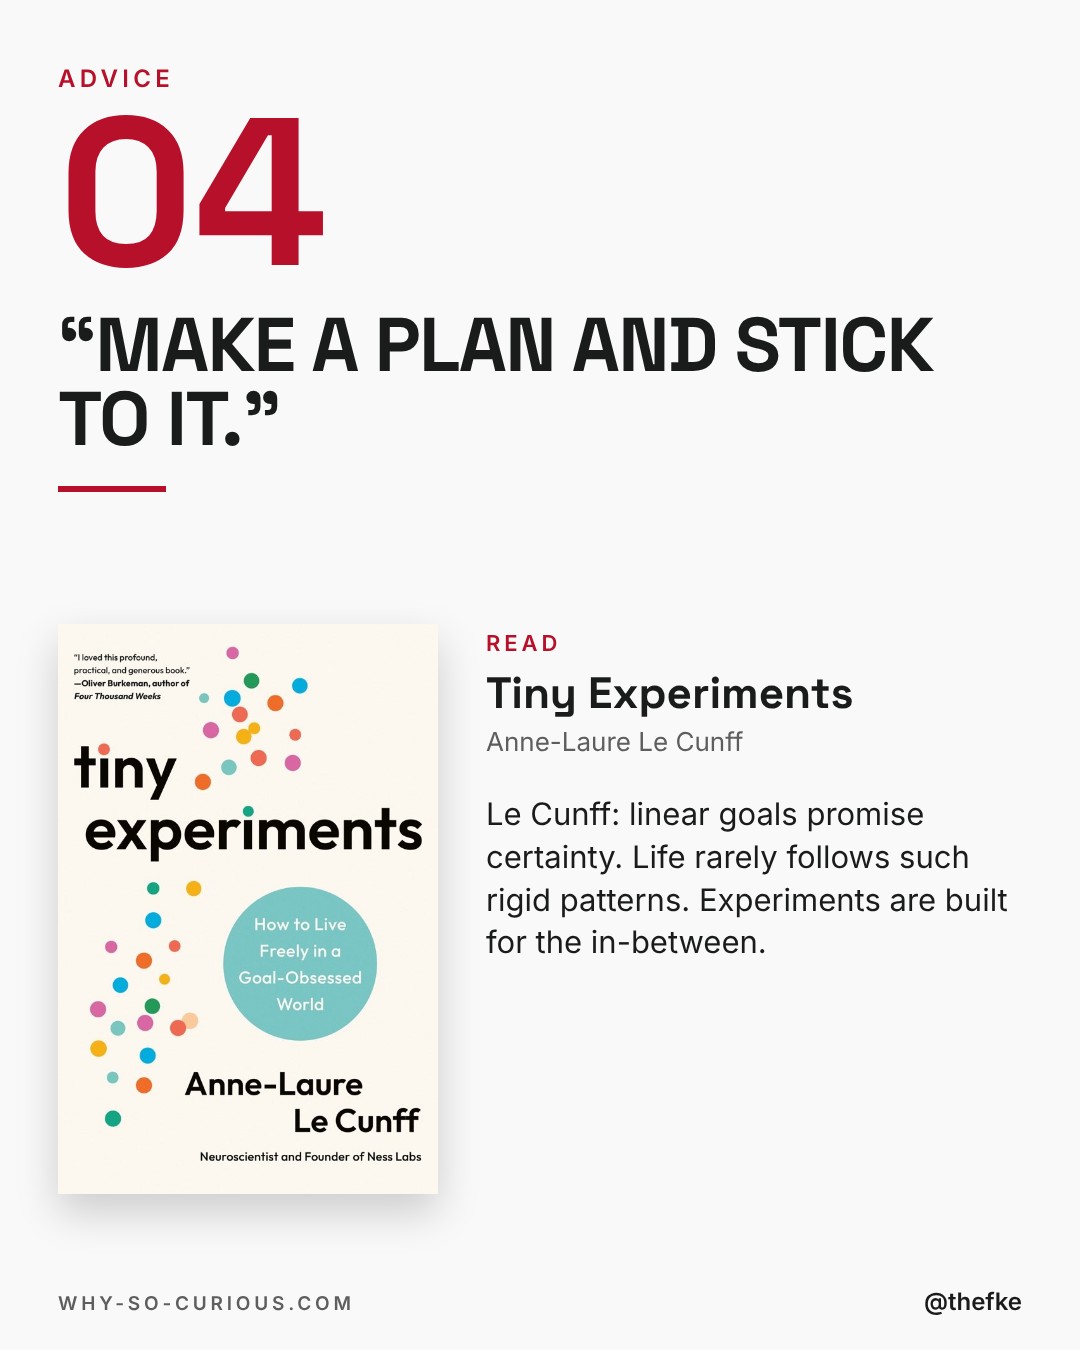 ADVICE
04
“MAKE A PLAN AND STICK
TO IT.”
“I loved this profound,
practical, and generous book.”
—Oliver Burkeman, author of
Four Thousand Weeks
tiny
experiments
How to Live
Freely in a
Goal-Obsessed
World
Anne-Laure
Le Cunff
Neuroscientist and Founder of Ness Labs
READ
Tiny Experiments
Anne-Laure Le Cunff
Le Cunff: linear goals promise
certainty. Life rarely follows such
rigid patterns. Experiments are built
for the in-between.
WHY-SO-CURIOUS.COM
@thefke